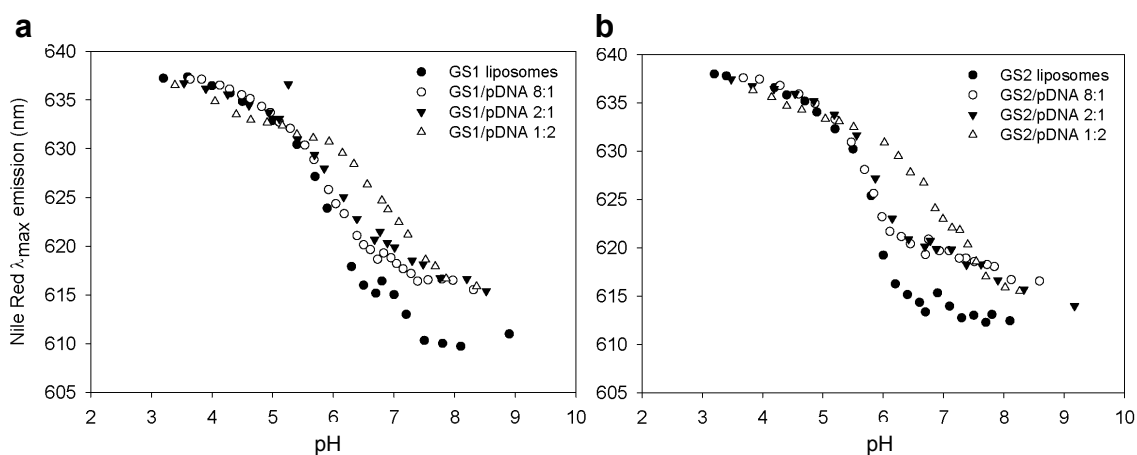 a
b
640
635
630
625
620
615
610
605
2 3 4 5 6 7 8 9 10
pH
Nile Red λmax emission (nm)
GS1 liposomes
GS1/pDNA 8:1
GS1/pDNA 2:1
GS1/pDNA 1:2
640
635
630
625
620
615
610
605
2 3 4 5 6 7 8 9 10
pH
GS2 liposomes
GS2/pDNA 8:1
GS2/pDNA 2:1
GS2/pDNA 1:2